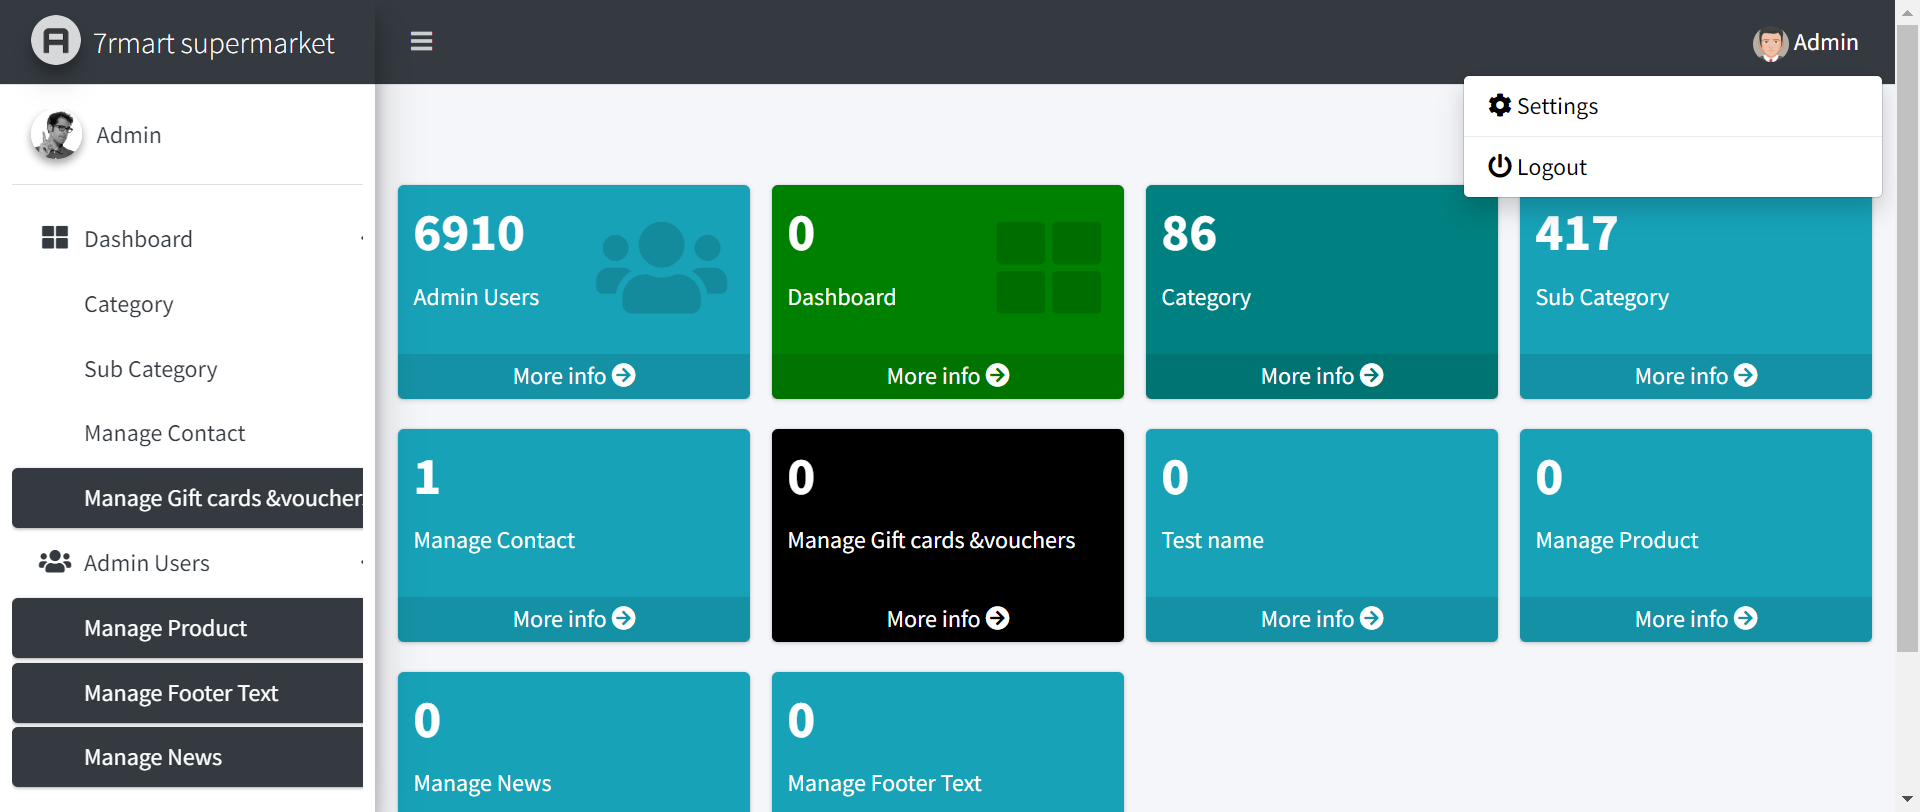 7rmart supermarket
Admin
Settings
Logout
Admin
Dashboard
Category
Sub Category
Manage Contact
Manage Gift cards &voucher
Admin Users
Manage Product
Manage Footer Text
Manage News
6910
Admin Users
More info
0
Dashboard
More info
86
Category
More info
417
Sub Category
More info
1
Manage Contact
More info
0
Manage Gift cards &vouchers
More info
0
Test name
More info
0
Manage Product
More info
0
Manage News
0
Manage Footer Text